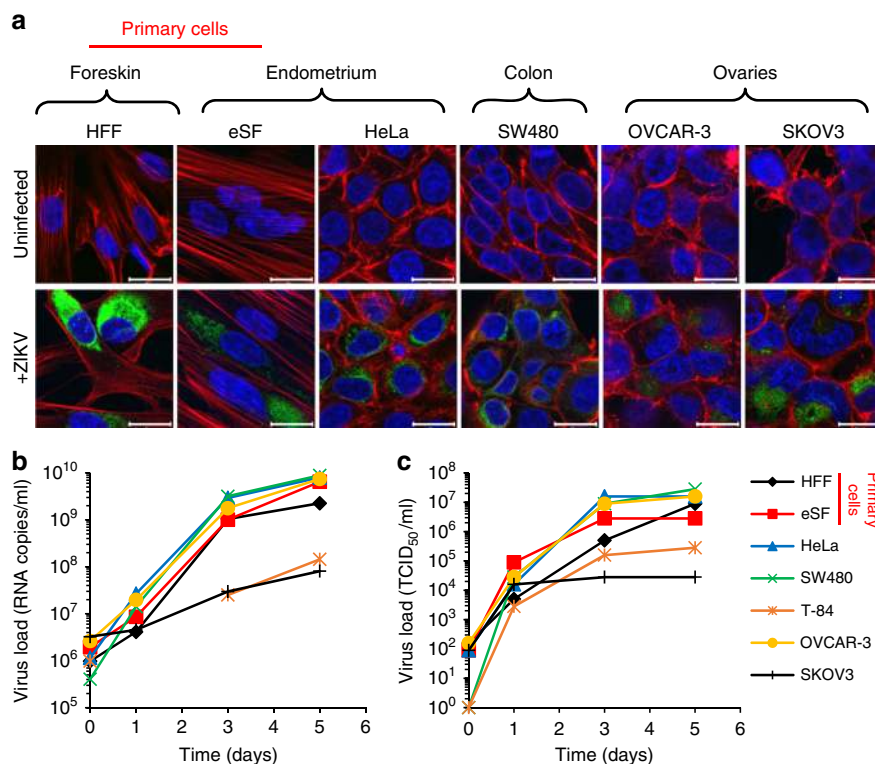 a
Primary cells
Foreskin Endometrium Colon Ovaries
HFF eSF HeLa SW480 OVCAR-3 SKOV3
Uninfected
+ZIKV
b
Virus load (RNA copies/ml)
10^10
10^9
10^8
10^7
10^6
10^5
0 1 2 3 4 5 6
Time (days)
c
Virus load (TCID50/ml)
10^8
10^7
10^6
10^5
10^4
10^3
10^2
10^1
10^0
0 1 2 3 4 5 6
Time (days)
HFF
eSF
Primary
cells
HeLa
SW480
T-84
OVCAR-3
SKOV3